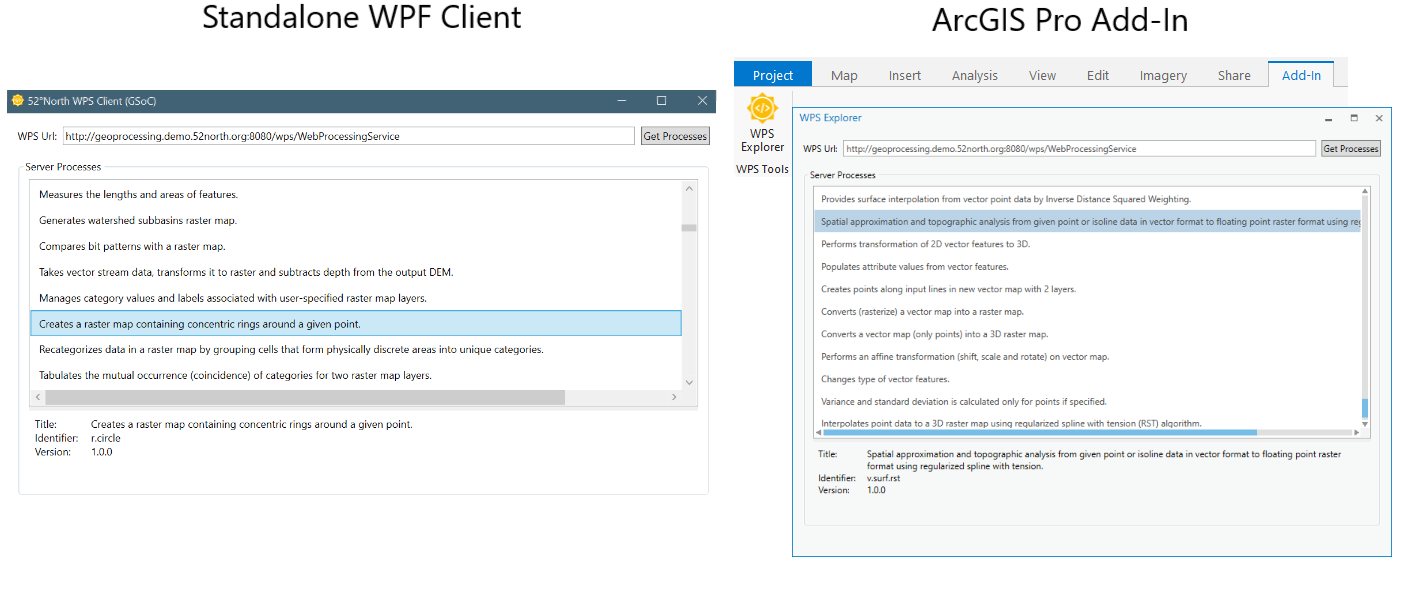 Standalone WPF Client
52°North WPS Client (GSoC)
WPS Url: http://geoprocessing.demo.52north.org:8080/wps/WebProcessingService Get Processes
Server Processes
Measures the lengths and areas of features.
Generates watershed subbasins raster map.
Compares bit patterns with a raster map.
Takes vector stream data, transforms it to raster and subtracts depth from the output DEM.
Manages category values and labels associated with user-specified raster map layers.
Creates a raster map containing concentric rings around a given point.
Recategorizes data in a raster map by grouping cells that form physically discrete areas into unique categories.
Tabulates the mutual occurrence (coincidence) of categories for two raster map layers.
Title: Creates a raster map containing concentric rings around a given point.
Identifier: r.circle
Version: 1.0.0
ArcGIS Pro Add-In
Project Map Insert Analysis View Edit Imagery Share Add-In
WPS
Explorer
WPS Tools
WPS Explorer
WPS Url: http://geoprocessing.demo.52north.org:8080/wps/WebProcessingService Get Processes
Server Processes
Provides surface interpolation from vector point data by Inverse Distance Squared Weighting.
Spatial approximation and topographic analysis from given point or isoline data in vector format to floating point raster format using reg
Performs transformation of 2D vector features to 3D.
Populates attribute values from vector features.
Creates points along input lines in new vector map with 2 layers.
Converts (rasterize) a vector map into a raster map.
Converts a vector map (only points) into a 3D raster map.
Performs an affine transformation (shift, scale and rotate) on vector map.
Changes type of vector features.
Variance and standard deviation is calculated only for points if specified.
Interpolates point data to a 3D raster map using regularized spline with tension (RST) algorithm.
Title: Spatial approximation and topographic analysis from given point or isoline data in vector format to floating point raster
format using regularized spline with tension.
Identifier: v.surf.rst
Version: 1.0.0